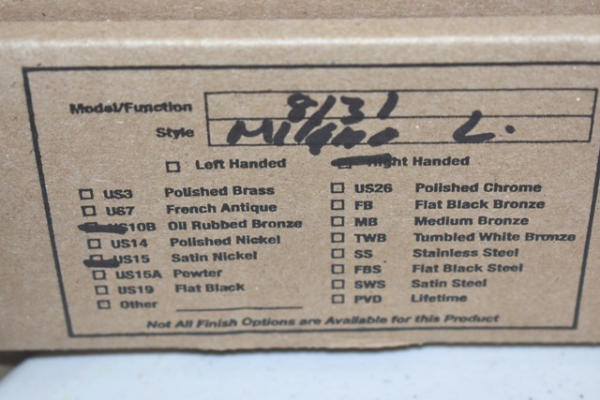 Model/Function 8/31
Style Milano L.
Left Handed Right Handed
US3 Polished Brass
U67 French Antique
US10B Oil Rubbed Bronze
US14 Polished Nickel
US15 Satin Nickel
US15A Pewter
US19 Flat Black
Other
US26 Polished Chrome
FB Flat Black Bronze
MB Medium Bronze
TWB Tumbled White Bronze
SS Stainless Steel
FBS Flat Black Steel
SWS Satin Steel
PVD Lifetime
Not All Finish Options are Available for this Product